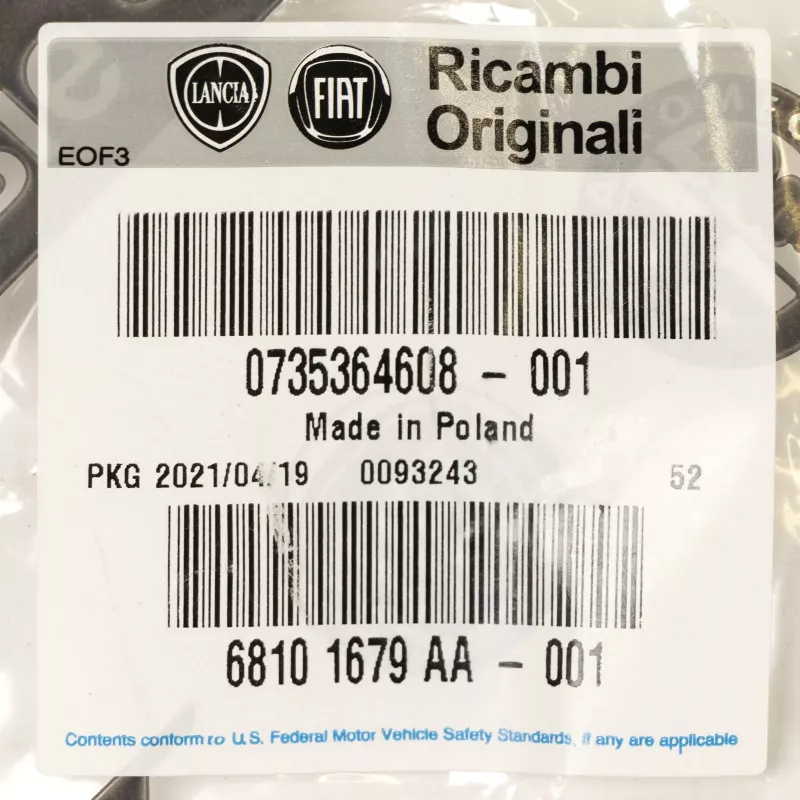 LANCIA
FIAT
Ricambi
Originali
EOF3
0735364608 - 001
Made in Poland
PKG 2021/04/19 0093243 52
6810 1679 AA - 001
Contents conform to U.S. Federal Motor Vehicle Safety Standards, if any are applicable